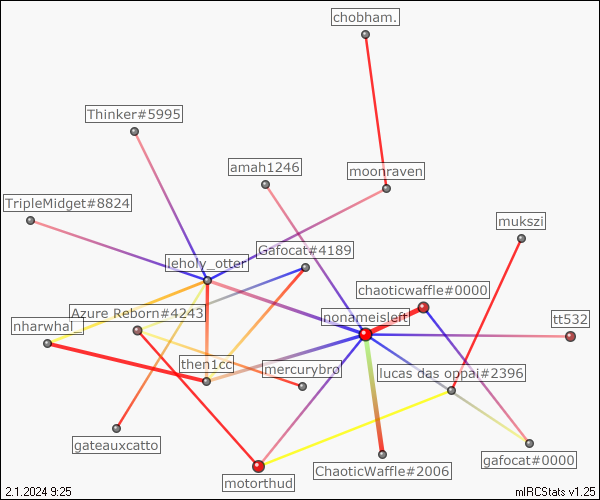 chobham.
Thinker#5995
amah1246
moonraven
TripleMidget#8824
mukszi
leholy_otter
Gafocat#4189
chaoticwaffle#0000
Azure Reborn#4243
nharwhal_
nonameisleft
tt532
then1cc
mercurybrø
lucas das oppai#2396
gateauxcatto
gafocat#0000
ChaoticWaffle#2006
motorthud
2.1.2024 9:25
mIRCStats v1.25